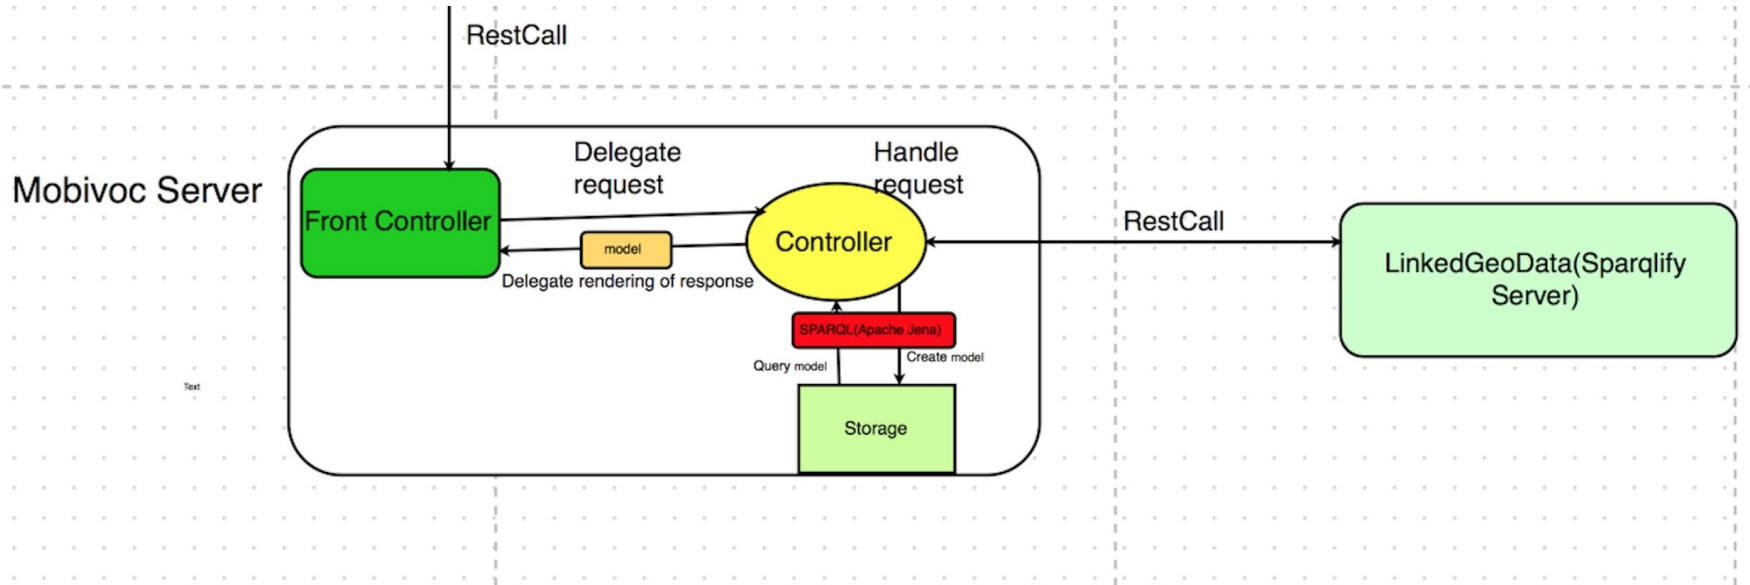 RestCall
Delegate
request
Handle
request
Mobivoc Server
Front Controller
model
Controller
RestCall
LinkedGeoData(Sparqlify
Server)
Delegate rendering of response
SPARQL(Apache Jena)
Query model
Create model
Text
Storage